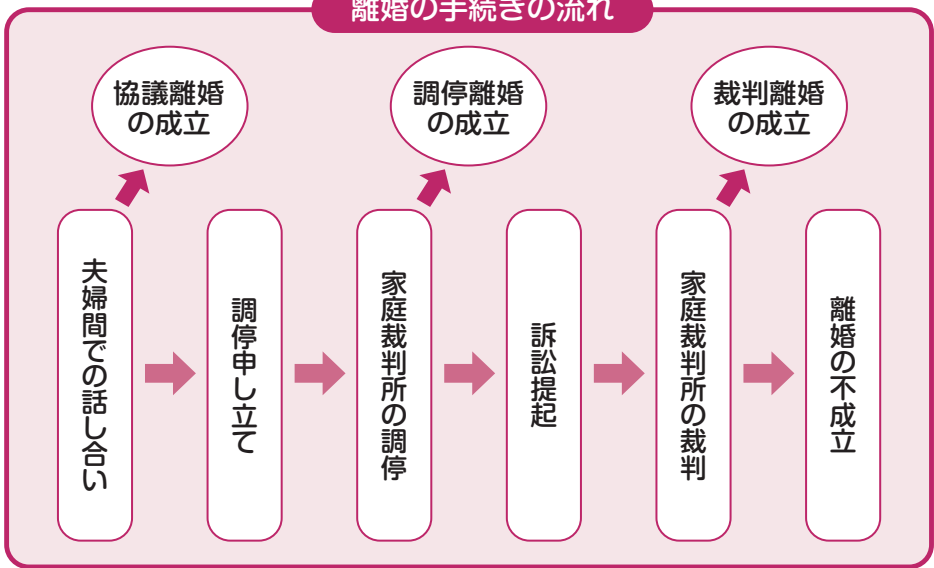 離婚の手続きの流れ
協議離婚
の成立
調停離婚
の成立
裁判離婚
の成立
夫婦間での話し合い
調停申し立て
家庭裁判所の調停
訴訟提起
家庭裁判所の裁判
離婚の不成立